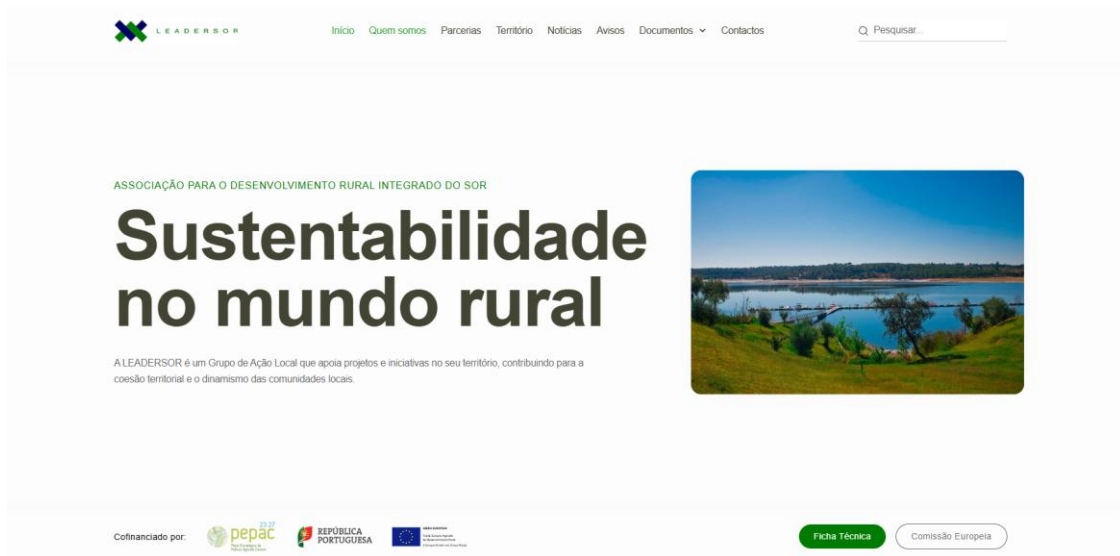 LEADERSOR
Início Quem somos Parcerias Território Notícias Avisos Documentos Contactos
Pesquisar...
ASSOCIAÇÃO PARA O DESENVOLVIMENTO RURAL INTEGRADO DO SOR
Sustentabilidade
no mundo rural
A LEADERSOR é um Grupo de Ação Local que apoia projetos e iniciativas no seu território, contribuindo para a
coesão territorial e o dinamismo das comunidades locais.
Cofinanciado por:
23.27
pepac
REPÚBLICA
PORTUGUESA
Ficha Técnica
Comissão Europeia